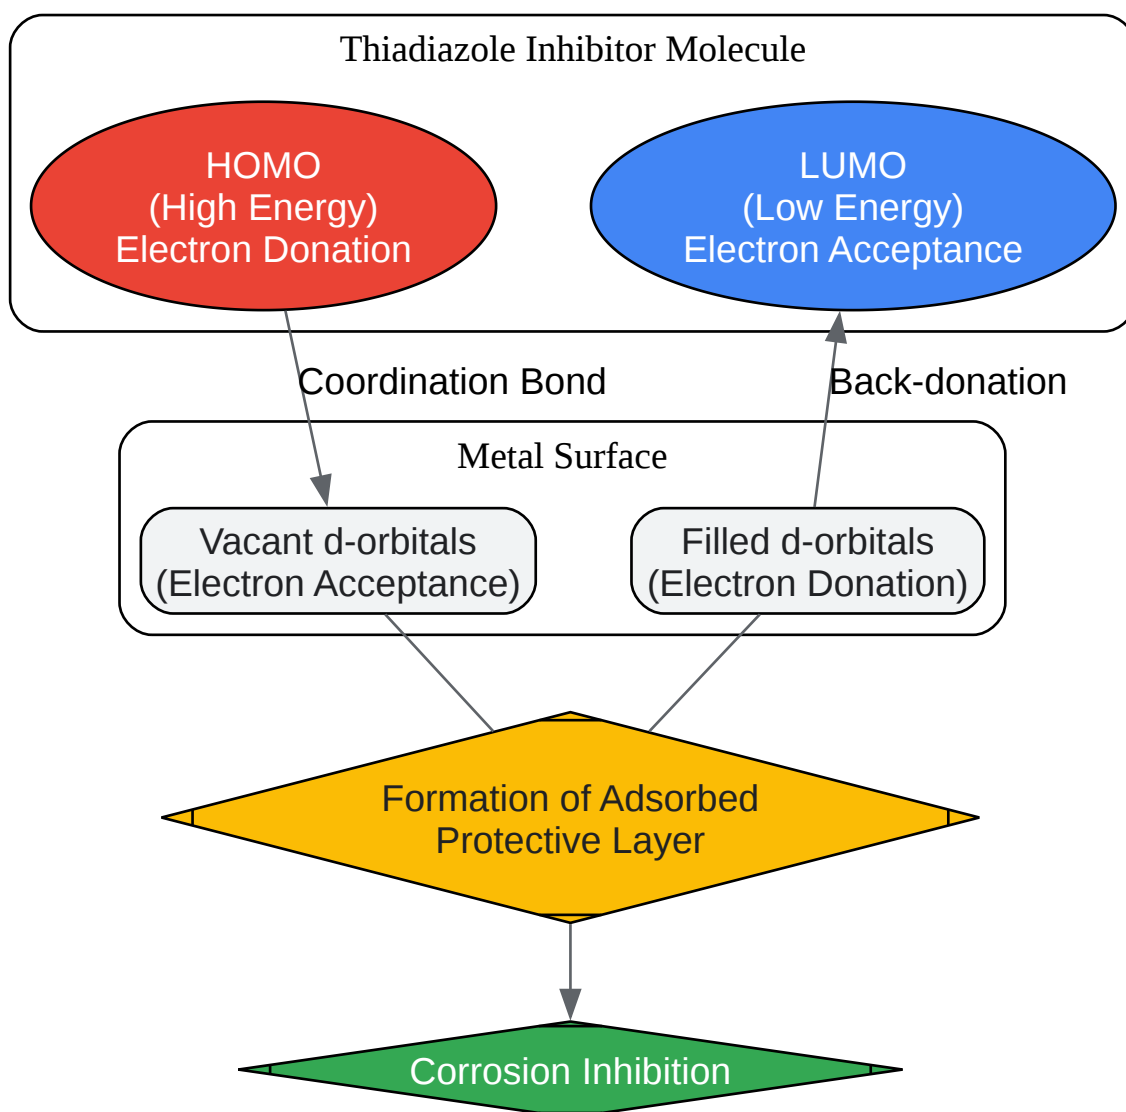 Thiadiazole Inhibitor Molecule
HOMO
(High Energy)
Electron Donation
LUMO
(Low Energy)
Electron Acceptance
Coordination Bond
Back-donation
Metal Surface
Vacant d-orbitals
(Electron Acceptance)
Filled d-orbitals
(Electron Donation)
Formation of Adsorbed
Protective Layer
Corrosion Inhibition